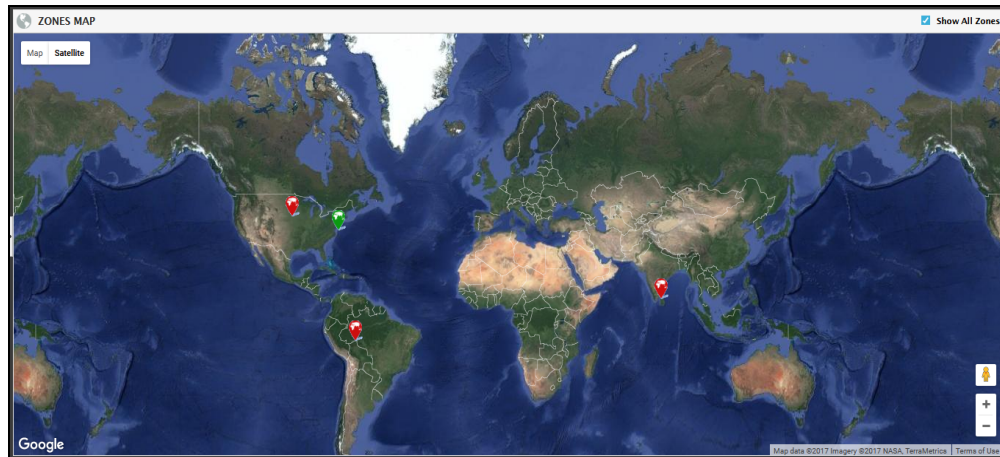 ZONES MAP
Show All Zones
Map Satellite
Google
+
−
Map data ©2017 Imagery ©2017 NASA, TerraMetrics Terms of Use